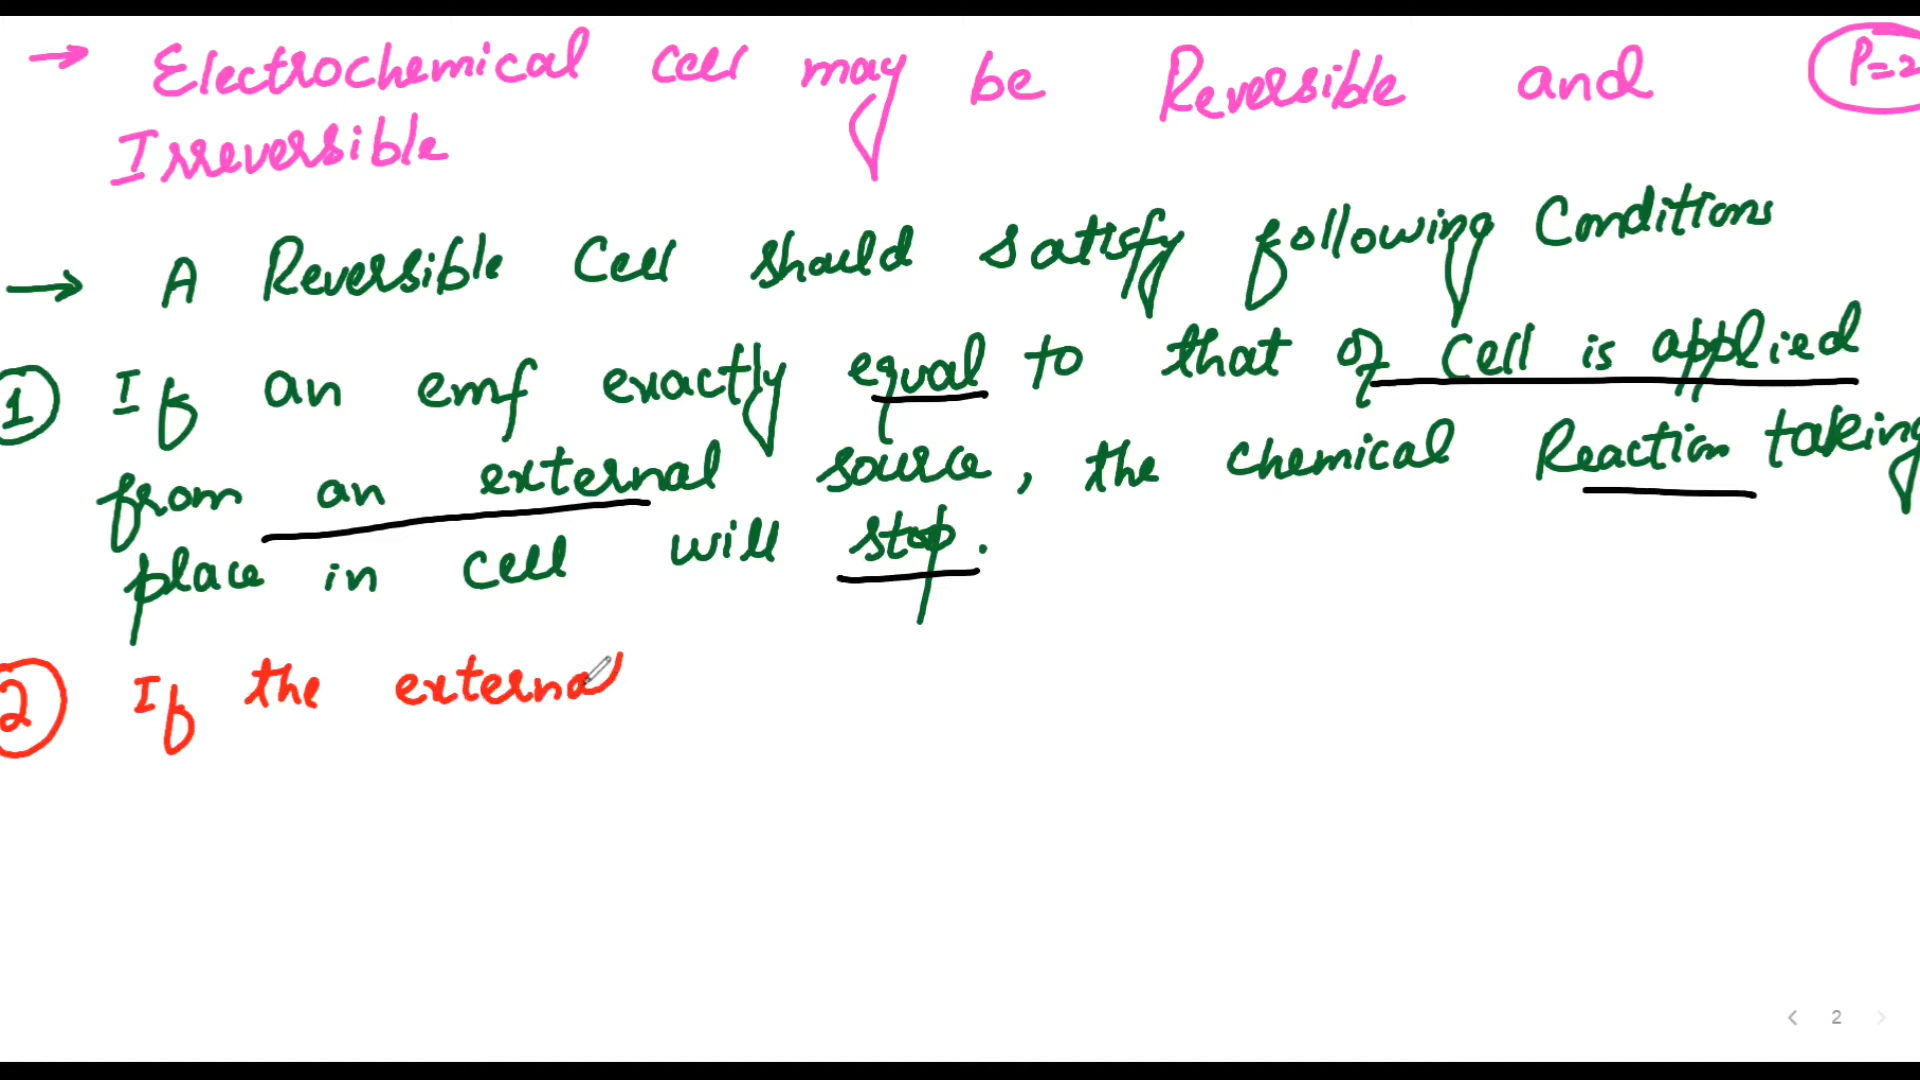 → Electrochemical cell may be Reversible and P=2
Irreversible
→ A Reversible Cell should satisfy following Conditions
1 If an emf exactly equal to that of cell is applied
from an external source, the chemical Reaction taking
place in cell will stop.
2 If the external
2